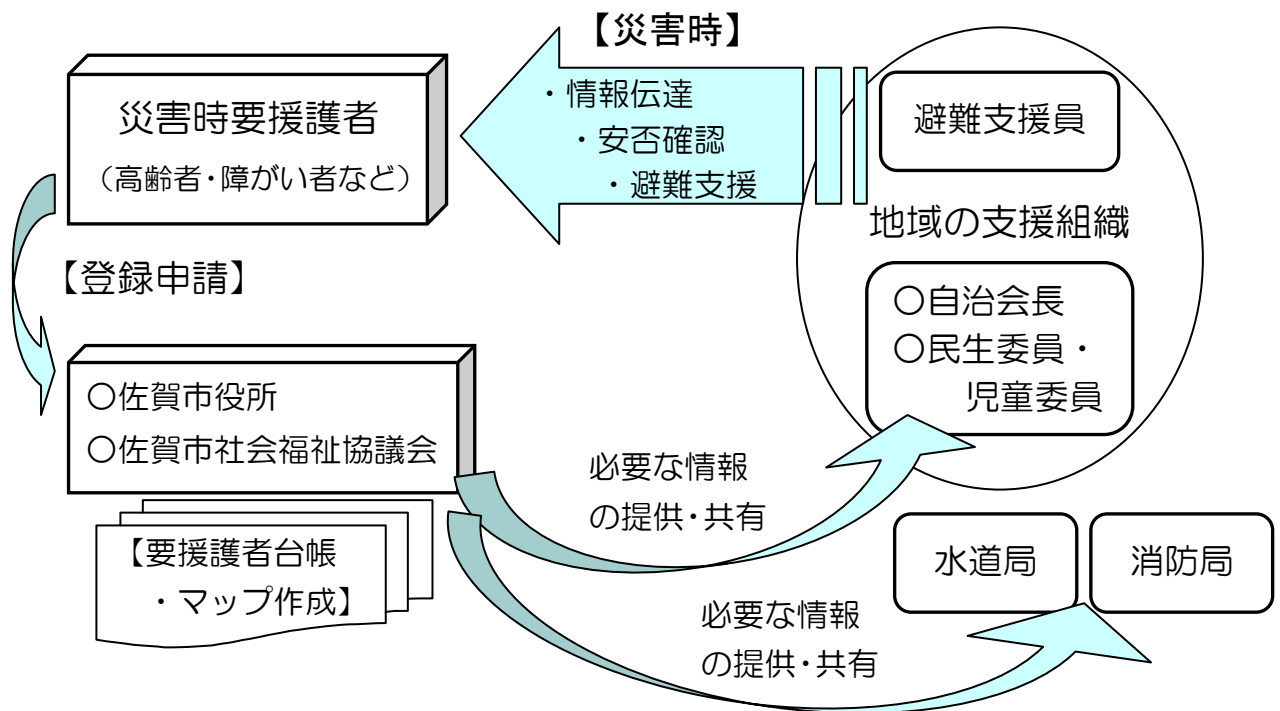 【災害時】
災害時要援護者
（高齢者・障がい者など）
・情報伝達
・安否確認
・避難支援
避難支援員
地域の支援組織
【登録申請】
○自治会長
○民生委員・
児童委員
○佐賀市役所
○佐賀市社会福祉協議会
必要な情報
の提供・共有
【要援護者台帳
・マップ作成】
水道局
消防局
必要な情報
の提供・共有